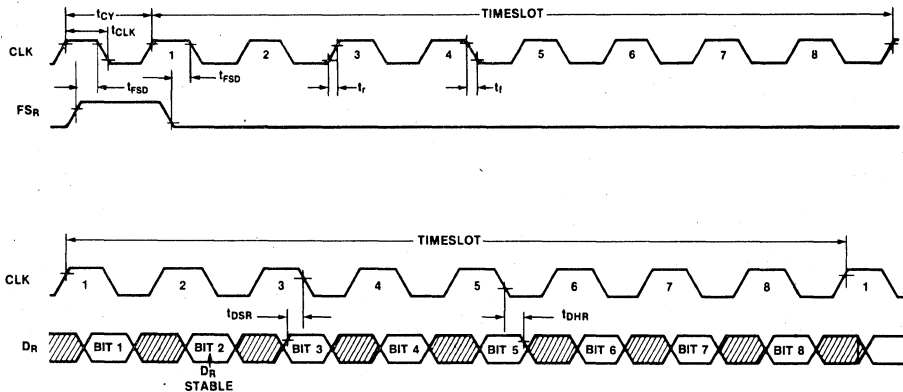 tCY TIMESLOT
tCLK
CLK 1 2 3 4 5 6 7 8
tFSD tFSD tr tf
FSR
TIMESLOT
CLK 1 2 3 4 5 6 7 8 1
tDSR tDHR
DR BIT 1 BIT 2 BIT 3 BIT 4 BIT 5 BIT 6 BIT 7 BIT 8
DR
STABLE